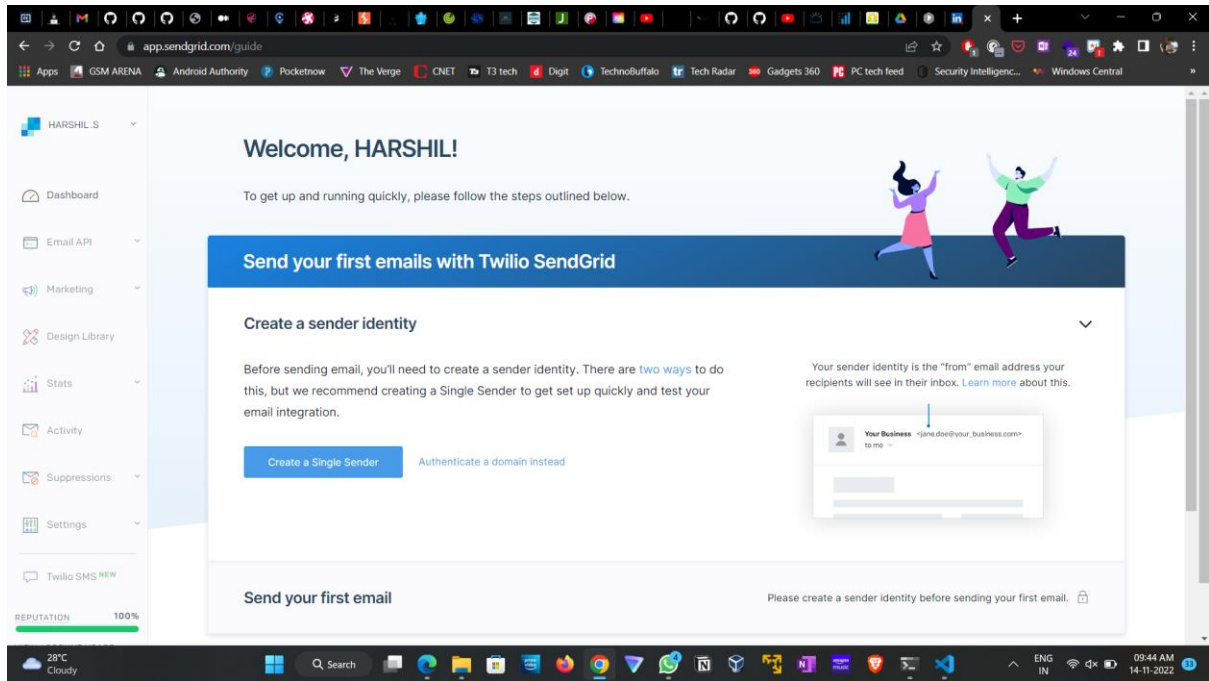 app.sendgrid.com/guide
24
Apps GSM ARENA Android Authority Pocketnow The Verge CNET T3 tech Digit TechnoBuffalo Tech Radar Gadgets 360 PC tech feed Security Intelligenc... Windows Central »
HARSHIL .S
Welcome, HARSHIL!
To get up and running quickly, please follow the steps outlined below.
Dashboard
Email API
Marketing
Design Library
Stats
Activity
Suppressions
Settings
Twilio SMS NEW
REPUTATION 100%
Send your first emails with Twilio SendGrid
Create a sender identity
Before sending email, you'll need to create a sender identity. There are two ways to do
this, but we recommend creating a Single Sender to get set up quickly and test your
email integration.
Create a Single Sender Authenticate a domain instead
Your sender identity is the "from" email address your
recipients will see in their inbox. Learn more about this.
Your Business <jane.doe@your_business.com>
to me
Send your first email
Please create a sender identity before sending your first email.
28°C
Cloudy
Search
ENG
IN
09:44 AM
14-11-2022
33